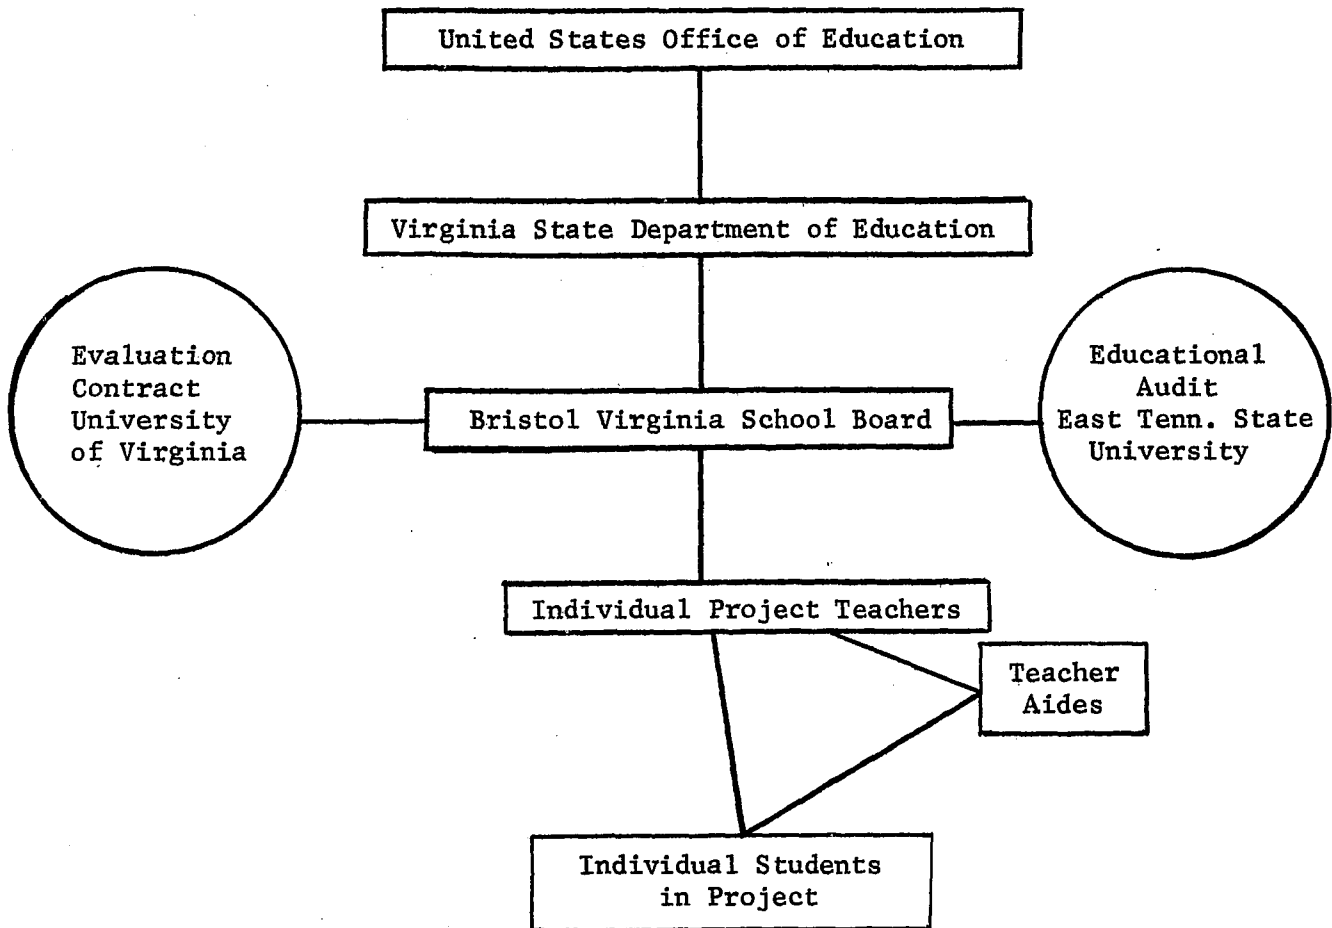 United States Office of Education
Virginia State Department of Education
Evaluation
Contract
University
of Virginia
Bristol Virginia School Board
Educational
Audit
East Tenn. State
University
Individual Project Teachers
Teacher
Aides
Individual Students
in Project